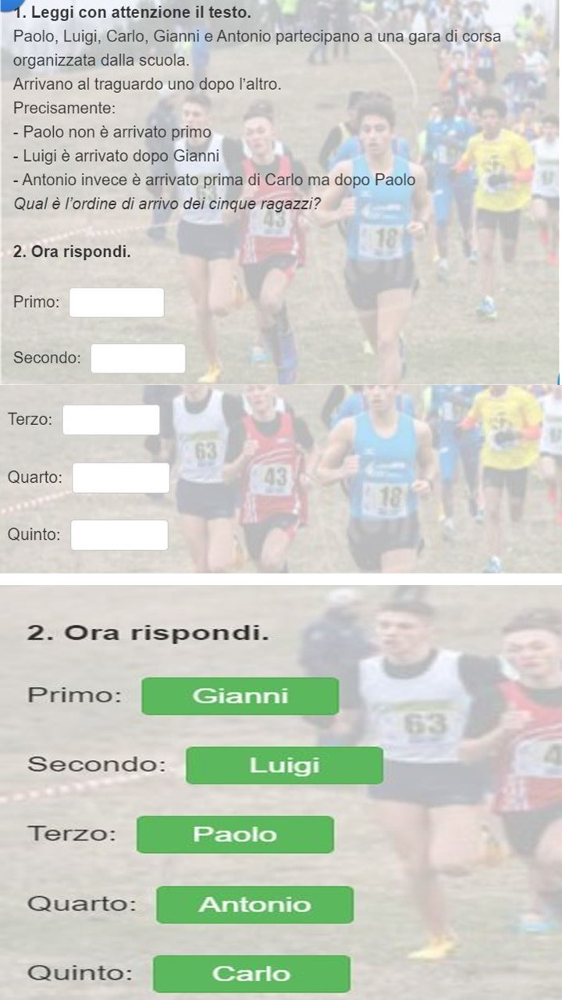 1. Leggi con attenzione il testo.
Paolo, Luigi, Carlo, Gianni e Antonio partecipano a una gara di corsa
organizzata dalla scuola.
Arrivano al traguardo uno dopo l'altro.
Precisamente:
- Paolo non è arrivato primo
- Luigi è arrivato dopo Gianni
- Antonio invece è arrivato prima di Carlo ma dopo Paolo
Qual è l'ordine di arrivo dei cinque ragazzi?
43
18
2. Ora rispondi.
Primo:
Secondo:
Terzo:
63
43
18
Quarto:
Quinto:
2. Ora rispondi.
Primo: Gianni
63
Secondo: Luigi
Terzo: Paolo
Quarto: Antonio
Quinto: Carlo